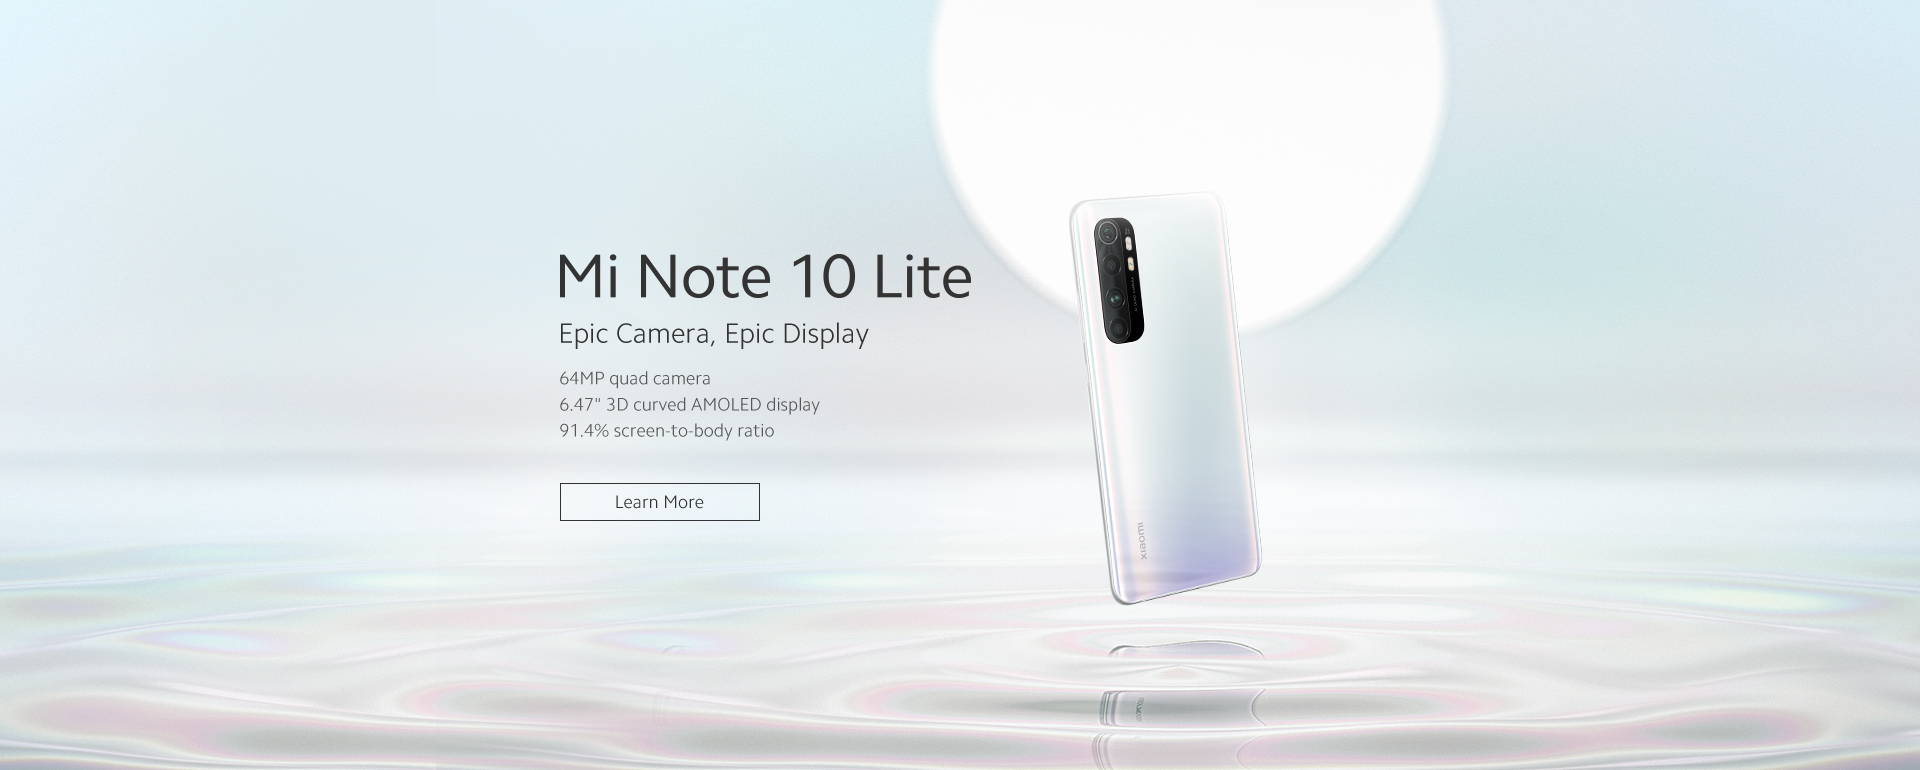 Mi Note 10 Lite
Epic Camera, Epic Display
64MP quad camera
6.47" 3D curved AMOLED display
91.4% screen-to-body ratio
Learn More
xiaomi